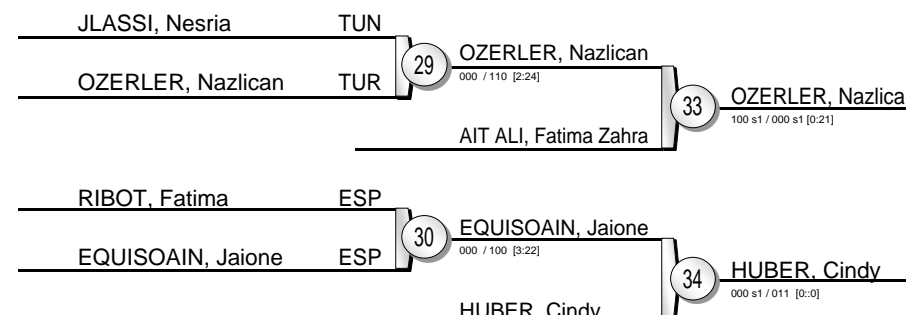 JLASSI, Nesria TUN
OZERLER, Nazlican TUR
29
OZERLER, Nazlican
000 / 110 [2:24]
AIT ALI, Fatima Zahra
33
OZERLER, Nazlica
100 s1 / 000 s1 [0:21]
RIBOT, Fatima ESP
EQUISOAIN, Jaione ESP
30
EQUISOAIN, Jaione
000 / 100 [3:22]
HUBER, Cindy
34
HUBER, Cindy
000 s1 / 011 [0::0]